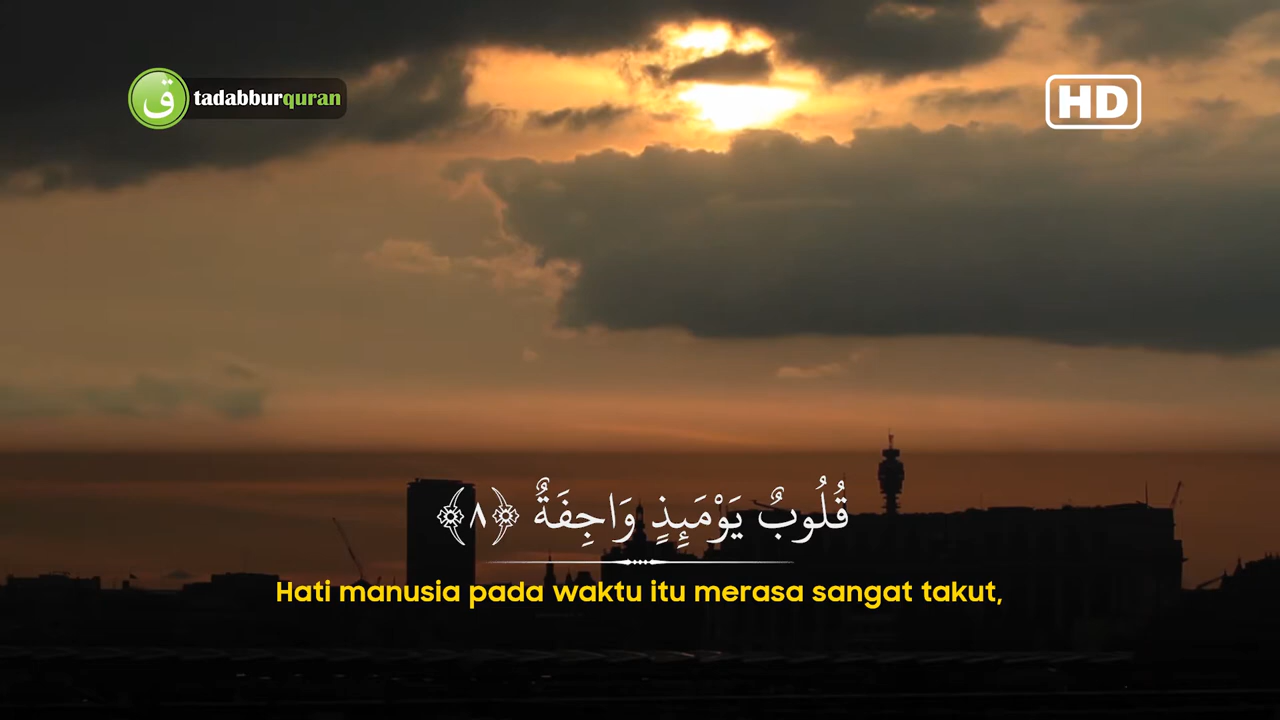 ق tadabburquran
HD
قُلُوبٌ يَوْمَئِذٍ وَاجِفَةٌ ﴿٨﴾
Hati manusia pada waktu itu merasa sangat takut,